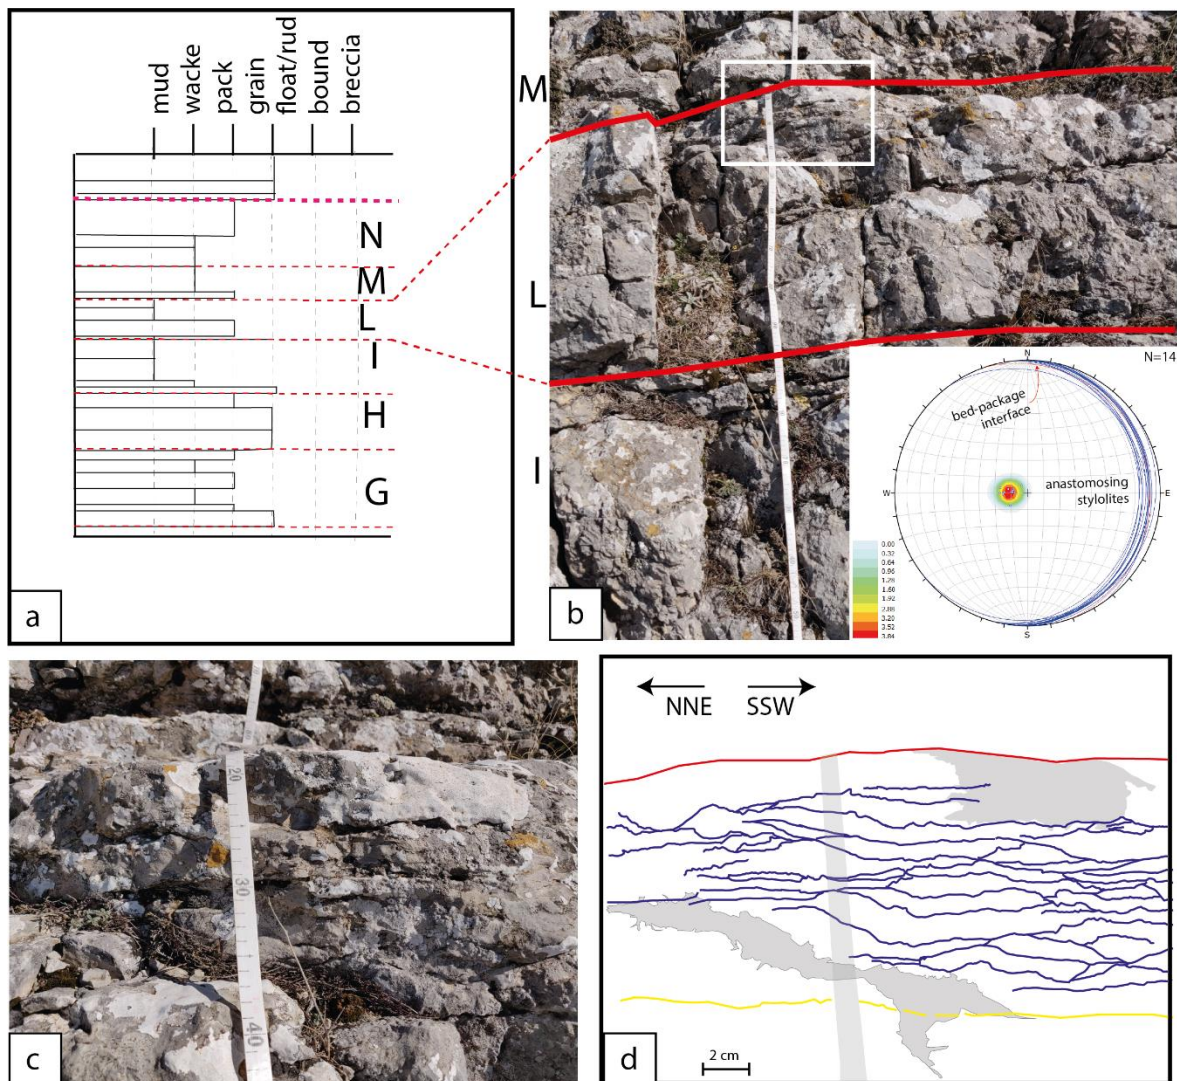 mud
wacke
pack
grain
float/rud
bound
breccia
N
M
L
I
H
G
a
M
L
I
b
N=14
N
bed-package
interface
W
E
anastomosing
stylolites
S
0.00
0.32
0.64
0.96
1.28
1.60
1.92
2.88
3.20
3.52
3.84
20
30
40
c
NNE SSW
2 cm
d